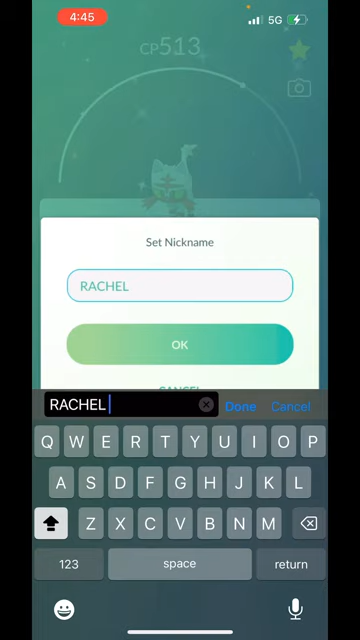 4:45
5G
CP513
Set Nickname
RACHEL
OK
RACHEL
Done
Cancel
Q W E R T Y U I O P
A S D F G H J K L
Z X C V B N M
123
space
return